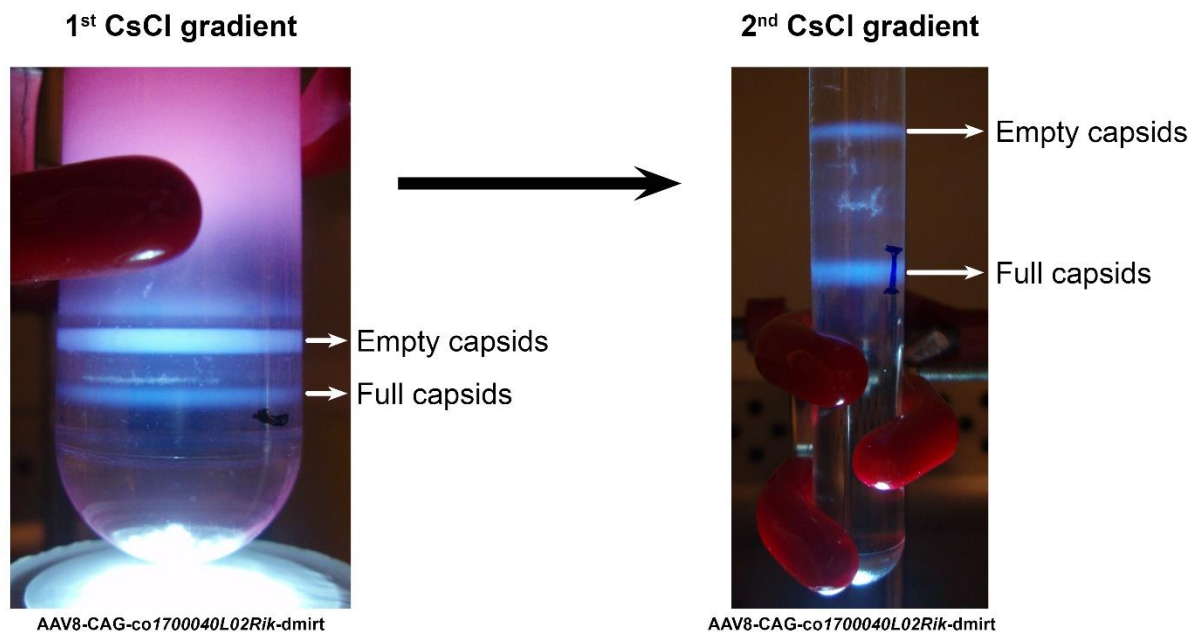 1st CsCl gradient
2nd CsCl gradient
Empty capsids
Full capsids
Empty capsids
Full capsids
AAV8-CAG-co1700040L02Rik-dmirt
AAV8-CAG-co1700040L02Rik-dmirt